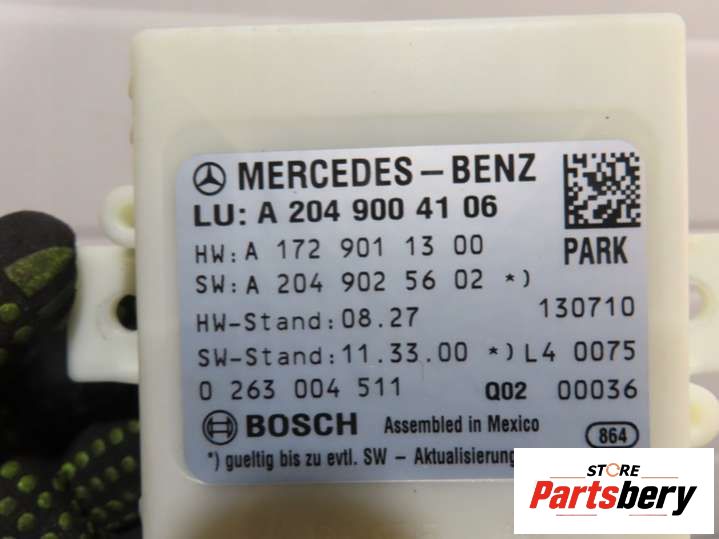 MERCEDES-BENZ
LU: A 204 900 41 06
HW: A 172 901 13 00
PARK
SW: A 204 902 56 02 *)
HW-Stand: 08.27
130710
SW-Stand: 11.33.00 *) L4 0075
0 263 004 511 Q02 00036
BOSCH Assembled in Mexico 864
*) gueltig bis zu evtl. SW - Aktualisierung
STORE
Partsbery